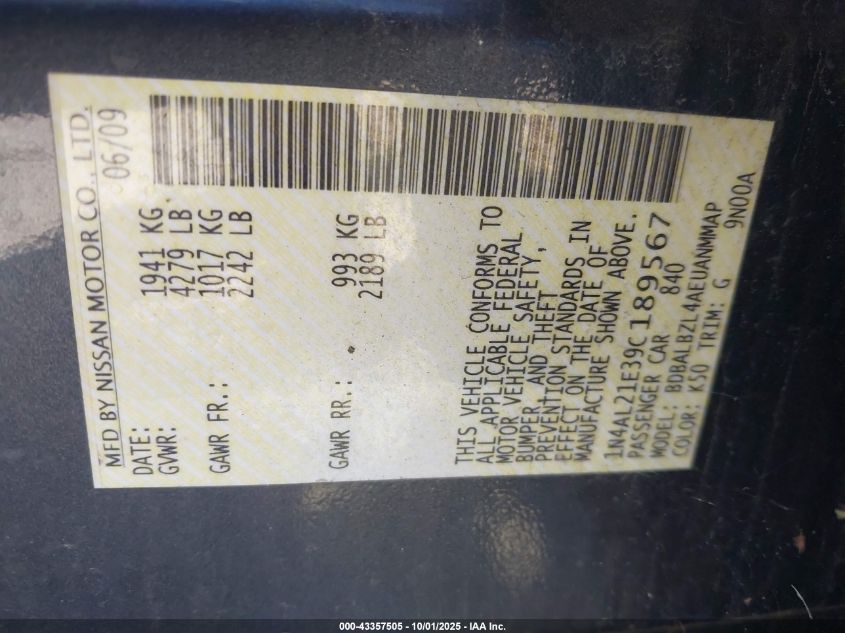 MFD BY NISSAN MOTOR CO., LTD.
DATE: 06/09
GVWR: 1941 KG
4279 LB
GAWR FR.: 1017 KG
2242 LB
GAWR RR.: 993 KG
2189 LB
THIS VEHICLE CONFORMS TO
ALL APPLICABLE FEDERAL
MOTOR VEHICLE SAFETY,
BUMPER, AND THEFT
PREVENTION STANDARDS IN
EFFECT ON THE DATE OF
MANUFACTURE SHOWN ABOVE.
1N4AL21E39C189567
PASSENGER CAR 840
MODEL: BDBALBZL4AEUANMMAP
COLOR: K50 TRIM: G 9N00A
000-43357505 - 10/01/2025 - IAA Inc.